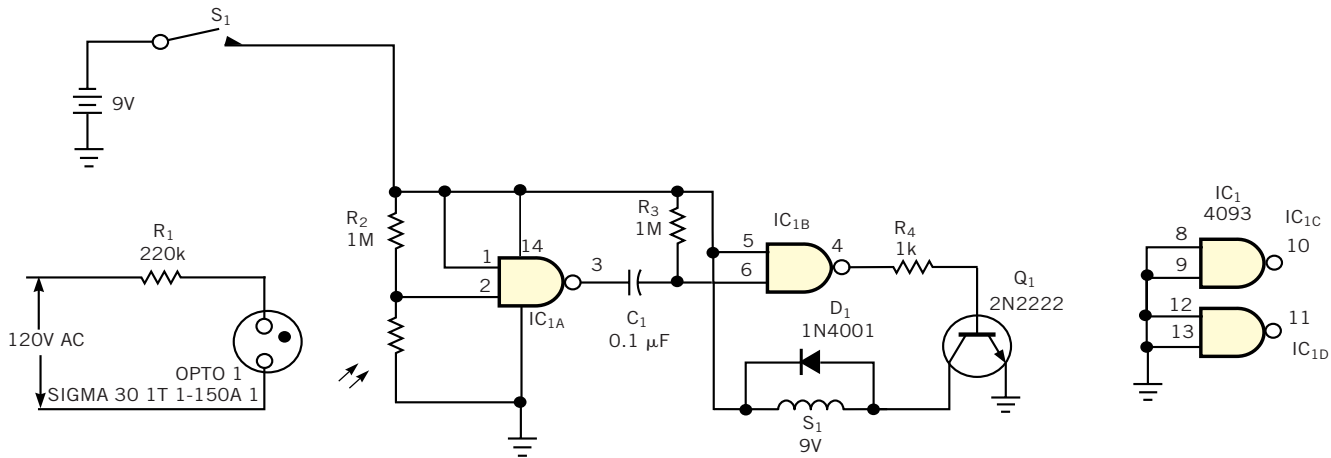 S₁
9V
R₁
220k
120V AC
OPTO 1
SIGMA 30 1T 1-150A 1
R₂
1M
1
2
14
3
IC₁A
C₁
0.1 μF
R₃
1M
5
6
IC₁B
4
R₄
1k
D₁
1N4001
S₁
9V
Q₁
2N2222
IC₁
4093
IC₁C
8
9
10
12
13
11
IC₁D